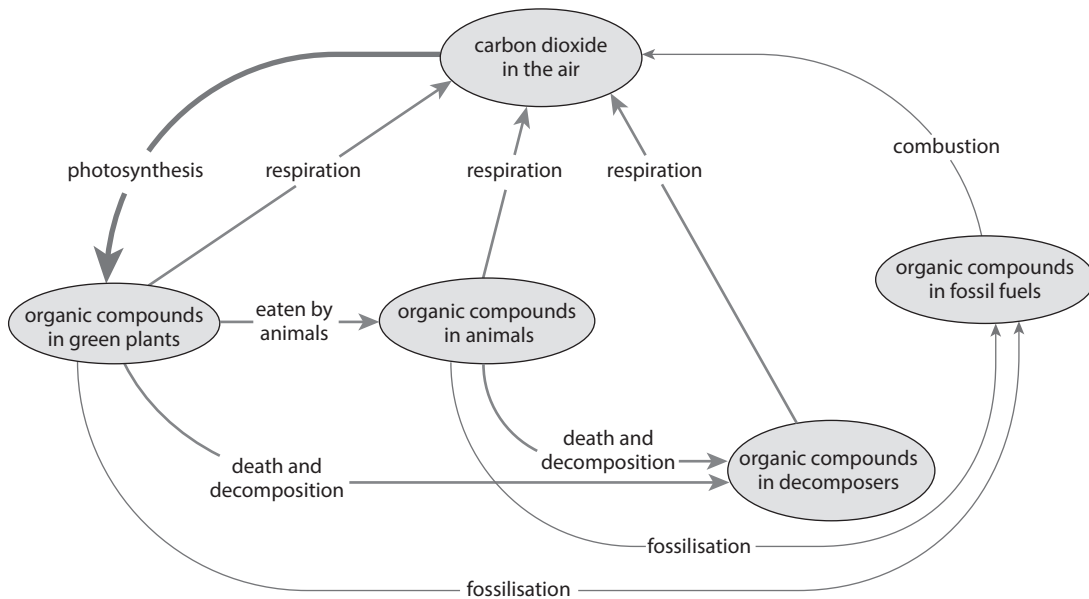 carbon dioxide
in the air
photosynthesis
respiration
respiration
respiration
combustion
organic compounds
in green plants
eaten by
animals
organic compounds
in animals
organic compounds
in fossil fuels
death and
decomposition
death and
decomposition
organic compounds
in decomposers
fossilisation
fossilisation